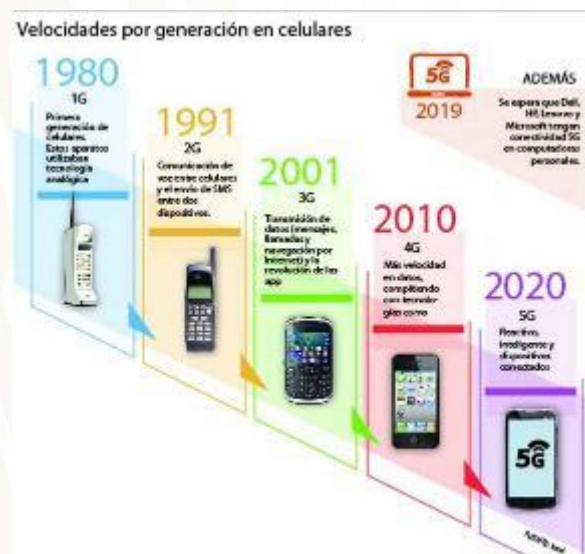 Velocidades por generación en celulares
1980
1G
Primera
generación de
celulares.
Estos aparatos
utilizaban
tecnología
analógica
1991
2G
Comunicación de
voz entre celulares
y el envío de SMS
entre dos
dispositivos.
2001
3G
Transmisión de
datos (mensajes,
llamadas y
navegación por
Internet) y la
revolución de las
app
2010
4G
Más velocidad
en datos,
compitiendo
con tecnolo-
gías como
2020
5G
Reactivo,
inteligente y
dispositivos
conectados
5G
5G
2019
ADEMÁS
Se espera que Dell,
HP, Lenovo y
Microsoft tengan
conectividad 5G
en computadoras
personales.